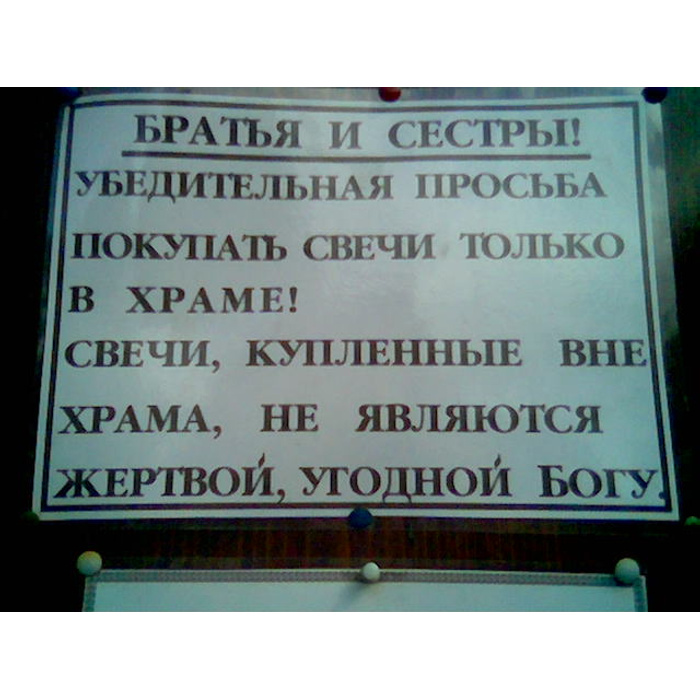 БРАТЬЯ И СЕСТРЫ!
УБЕДИТЕЛЬНАЯ ПРОСЬБА
ПОКУПАТЬ СВЕЧИ ТОЛЬКО
В ХРАМЕ!
СВЕЧИ, КУПЛЕННЫЕ ВНЕ
ХРАМА, НЕ ЯВЛЯЮТСЯ
ЖЕРТВОЙ, УГОДНОЙ БОГУ.